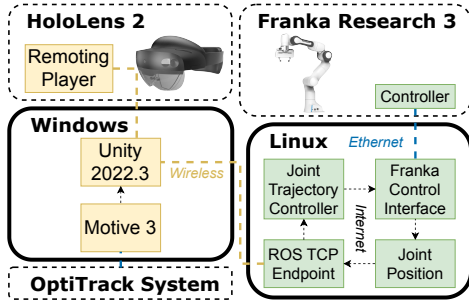 HoloLens 2
Remoting
Player
Franka Research 3
Controller
Windows
Unity
2022.3
Motive 3
Wireless
OptiTrack System
Ethernet
Linux
Joint
Trajectory
Controller
Franka
Control
Interface
Internet
ROS TCP
Endpoint
Joint
Position